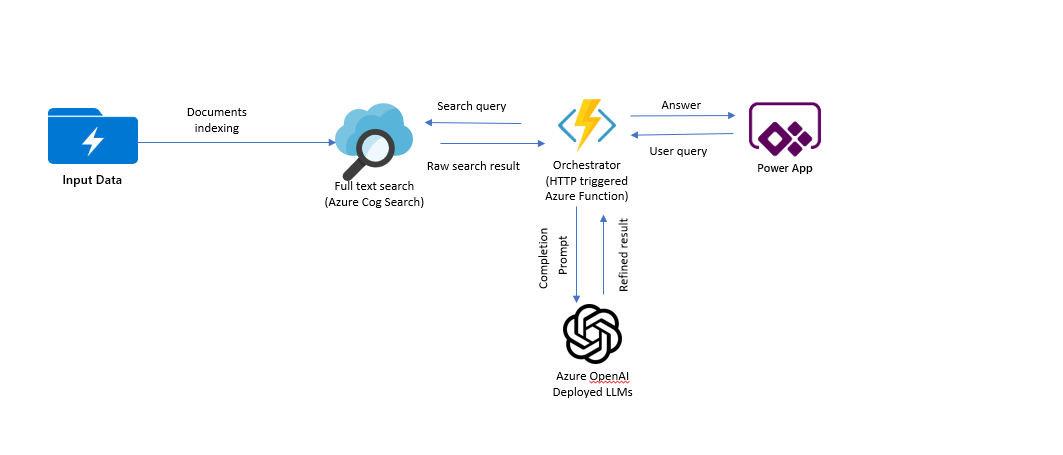 Documents
indexing
Input Data
Full text search
(Azure Cog Search)
Search query
Raw search result
Orchestrator
(HTTP triggered
Azure Function)
Answer
User query
Power App
Completion
Prompt
Refined result
Azure OpenAI
Deployed LLMs